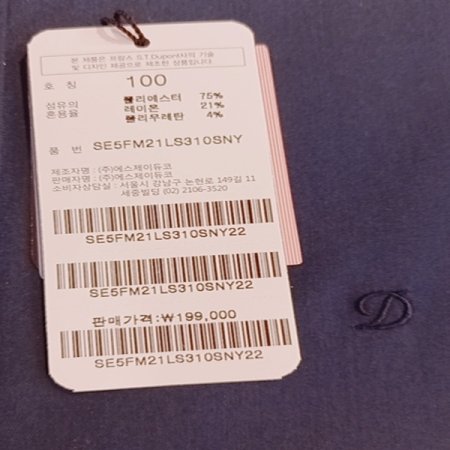 본 제품은 프랑스 S.T.Dupont사의 기술
및 디자인 제공으로 제조된 상품입니다.
호 칭 100
섬유의 폴리에스터 75%
혼용율 레이온 21%
폴리우레탄 4%
품 번 SE5FM21LS310SNY
제조자명 : (주)에스제이듀코
판매자명 : (주)에스제이듀코
소비자상담실 : 서울시 강남구 논현로 149길 11
세중빌딩 (02) 2106-3520
SE5FM21LS310SNY22
SE5FM21LS310SNY22
판매가격:₩199,000
SE5FM21LS310SNY22
D